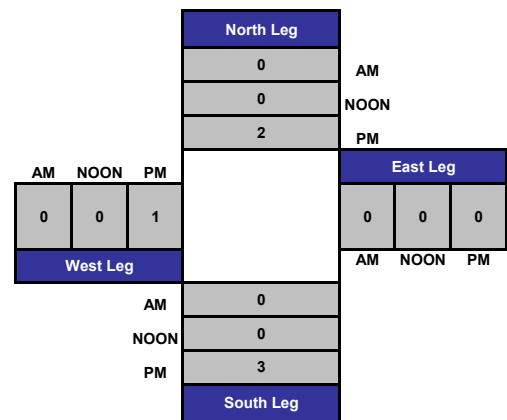 North Leg
0 AM
0 NOON
2 PM
AM NOON PM
East Leg
0 0 1
0 0 0
West Leg
AM NOON PM
AM 0
NOON 0
PM 3
South Leg